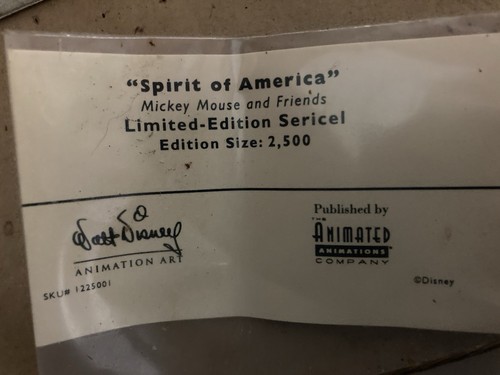 “Spirit of America”
Mickey Mouse and Friends
Limited-Edition Sericel
Edition Size: 2,500
Walt Disney
ANIMATION ART
SKU# 1225001
Published by
THE
ANIMATED
ANIMATIONS
COMPANY
©Disney